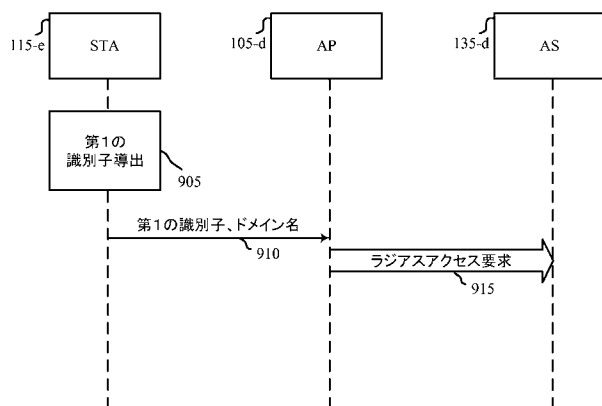 115-e
STA
105-d
AP
135-d
AS
第1の
識別子導出
905
第1の識別子、ドメイン名
910
ラジアスアクセス要求
915